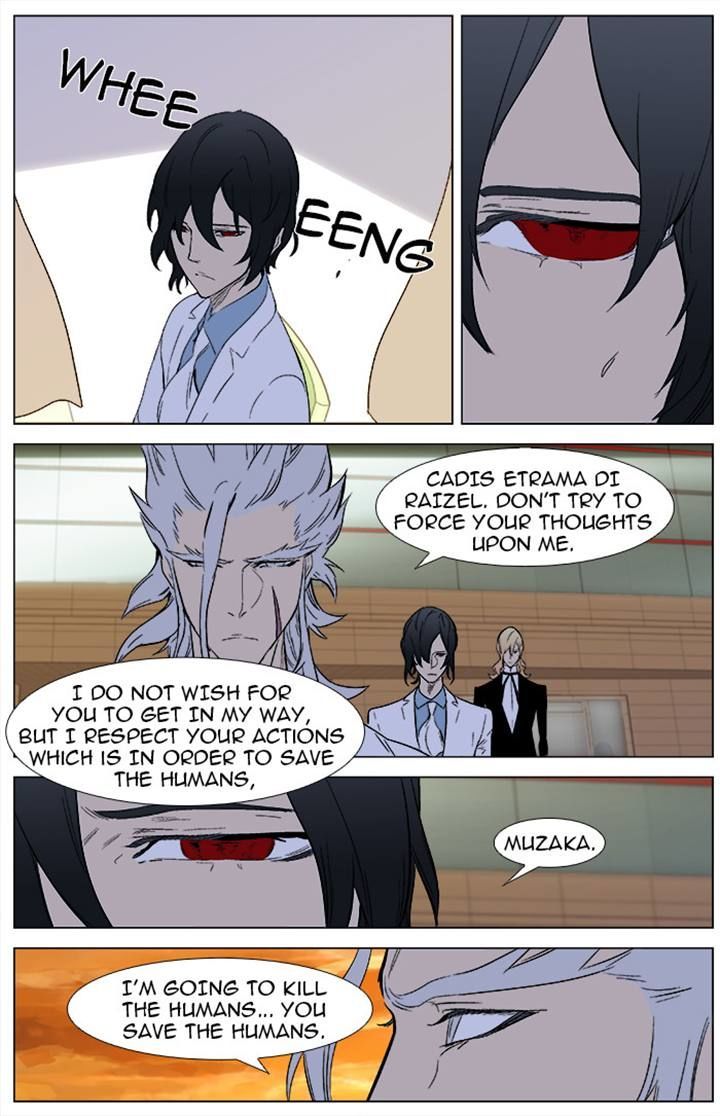 WHEE
EENG
CADIS ETRAMA DI
RAIZEL. DON'T TRY TO
FORCE YOUR THOUGHTS
UPON ME.
I DO NOT WISH FOR
YOU TO GET IN MY WAY,
BUT I RESPECT YOUR ACTIONS
WHICH IS IN ORDER TO SAVE
THE HUMANS,
MUZAKA.
I'M GOING TO KILL
THE HUMANS... YOU
SAVE THE HUMANS.